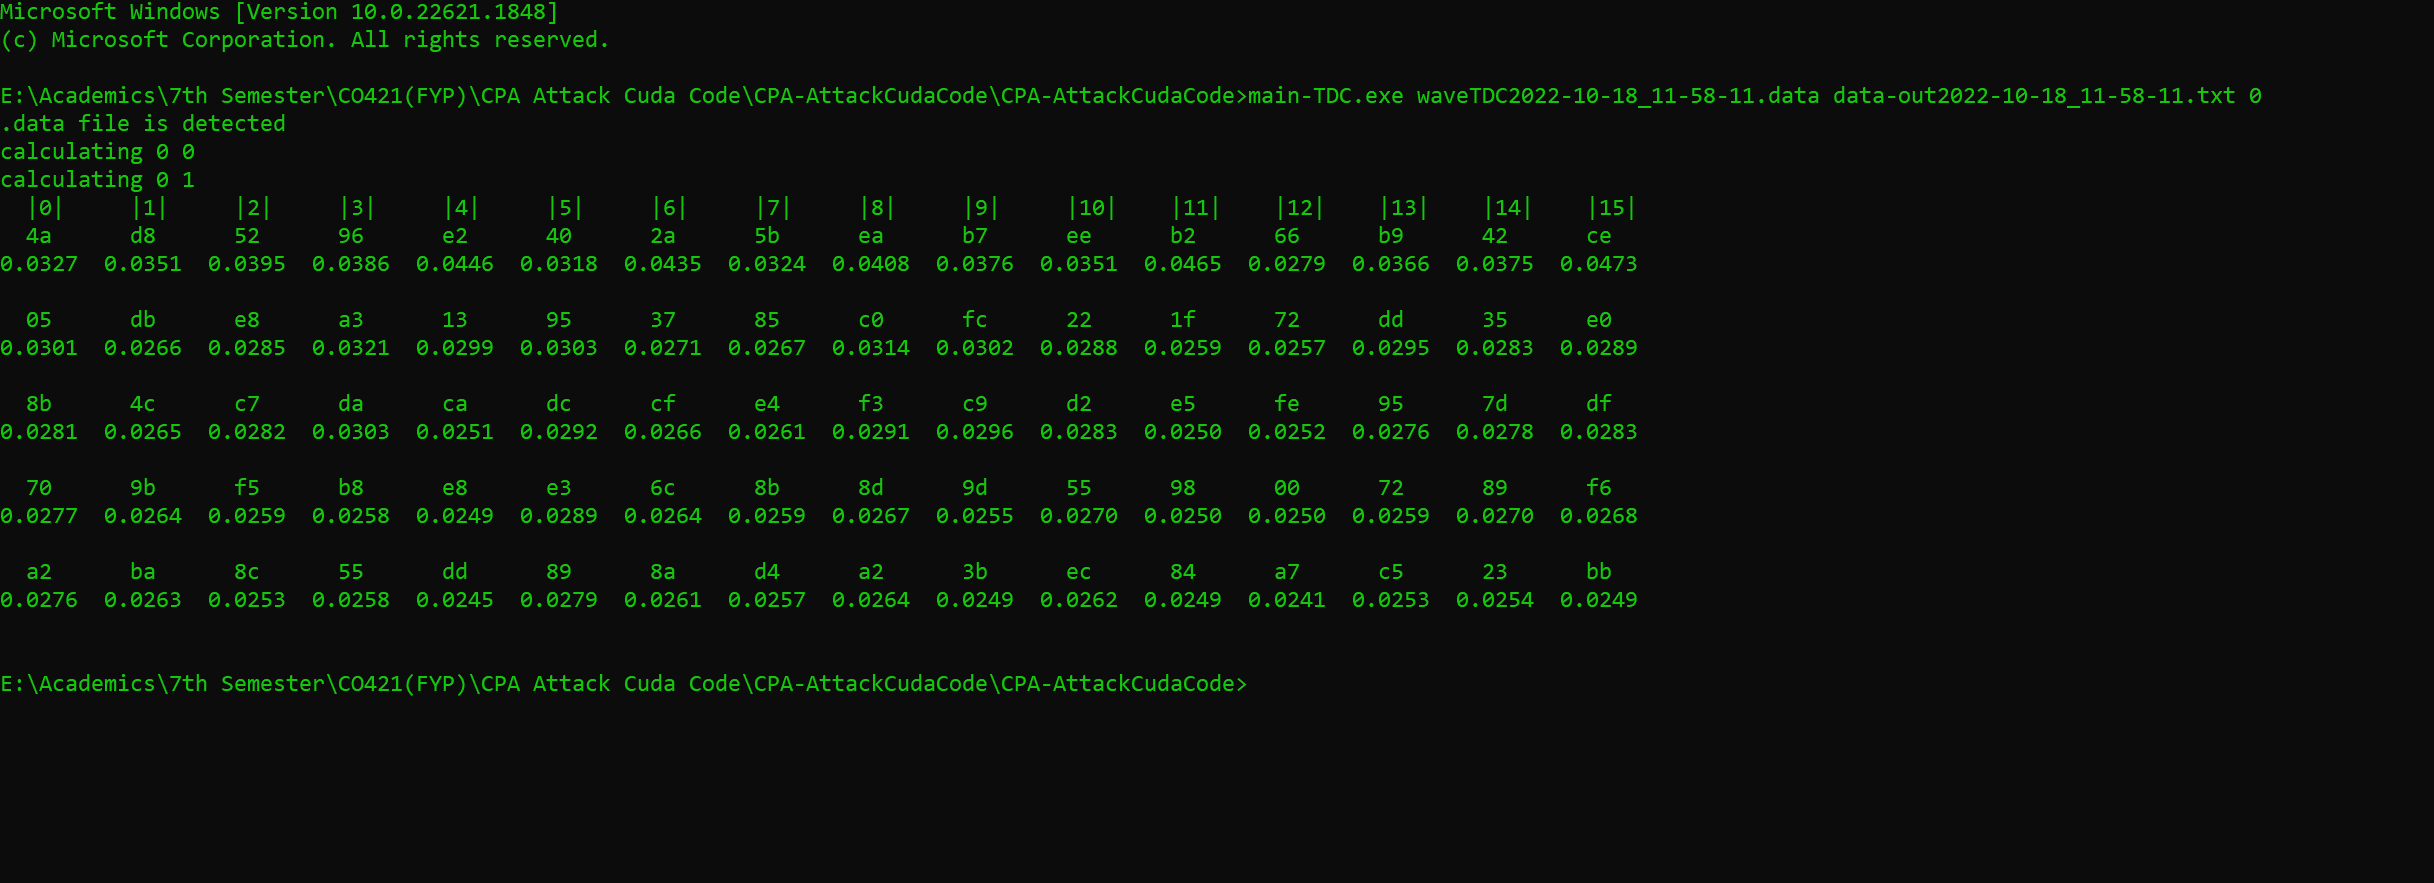 Microsoft Windows [Version 10.0.22621.1848]
(c) Microsoft Corporation. All rights reserved.
E:\Academics\7th Semester\CO421(FYP)\CPA Attack Cuda Code\CPA-AttackCudaCode\CPA-AttackCudaCode>main-TDC.exe waveTDC2022-10-18_11-58-11.data data-out2022-10-18_11-58-11.txt 0
.data file is detected
calculating 0 0
calculating 0 1
|0| |1| |2| |3| |4| |5| |6| |7| |8| |9| |10| |11| |12| |13| |14| |15|
4a d8 52 96 e2 40 2a 5b ea b7 ee b2 66 b9 42 ce
0.0327 0.0351 0.0395 0.0386 0.0446 0.0318 0.0435 0.0324 0.0408 0.0376 0.0351 0.0465 0.0279 0.0366 0.0375 0.0473
05 db e8 a3 13 95 37 85 c0 fc 22 1f 72 dd 35 e0
0.0301 0.0266 0.0285 0.0321 0.0299 0.0303 0.0271 0.0267 0.0314 0.0302 0.0288 0.0259 0.0257 0.0295 0.0283 0.0289
8b 4c c7 da ca dc cf e4 f3 c9 d2 e5 fe 95 7d df
0.0281 0.0265 0.0282 0.0303 0.0251 0.0292 0.0266 0.0261 0.0291 0.0296 0.0283 0.0250 0.0252 0.0276 0.0278 0.0283
70 9b f5 b8 e8 e3 6c 8b 8d 9d 55 98 00 72 89 f6
0.0277 0.0264 0.0259 0.0258 0.0249 0.0289 0.0264 0.0259 0.0267 0.0255 0.0270 0.0250 0.0250 0.0259 0.0270 0.0268
a2 ba 8c 55 dd 89 8a d4 a2 3b ec 84 a7 c5 23 bb
0.0276 0.0263 0.0253 0.0258 0.0245 0.0279 0.0261 0.0257 0.0264 0.0249 0.0262 0.0249 0.0241 0.0253 0.0254 0.0249
E:\Academics\7th Semester\CO421(FYP)\CPA Attack Cuda Code\CPA-AttackCudaCode\CPA-AttackCudaCode>